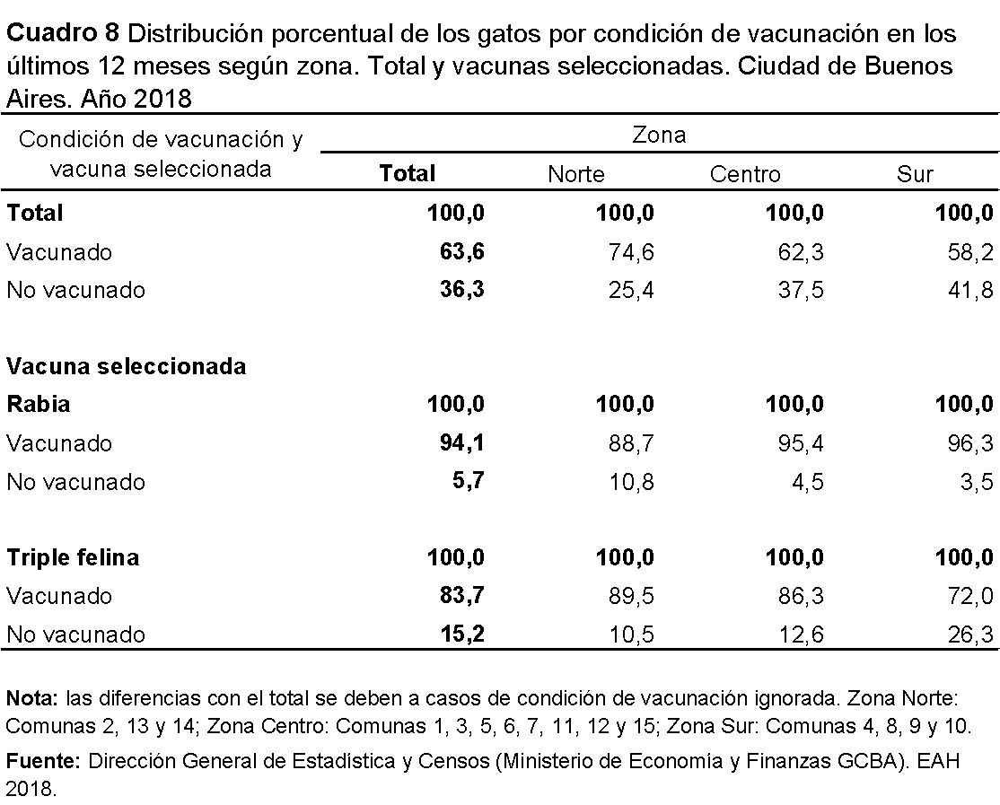 Cuadro 8 Distribución porcentual de los gatos por condición de vacunación en los
últimos 12 meses según zona. Total y vacunas seleccionadas. Ciudad de Buenos
Aires. Año 2018
Condición de vacunación y
vacuna seleccionada
Zona
Total Norte Centro Sur
Total 100,0 100,0 100,0 100,0
Vacunado 63,6 74,6 62,3 58,2
No vacunado 36,3 25,4 37,5 41,8
Vacuna seleccionada
Rabia 100,0 100,0 100,0 100,0
Vacunado 94,1 88,7 95,4 96,3
No vacunado 5,7 10,8 4,5 3,5
Triple felina 100,0 100,0 100,0 100,0
Vacunado 83,7 89,5 86,3 72,0
No vacunado 15,2 10,5 12,6 26,3
Nota: las diferencias con el total se deben a casos de condición de vacunación ignorada. Zona Norte:
Comunas 2, 13 y 14; Zona Centro: Comunas 1, 3, 5, 6, 7, 11, 12 y 15; Zona Sur: Comunas 4, 8, 9 y 10.
Fuente: Dirección General de Estadística y Censos (Ministerio de Economía y Finanzas GCBA). EAH
2018.